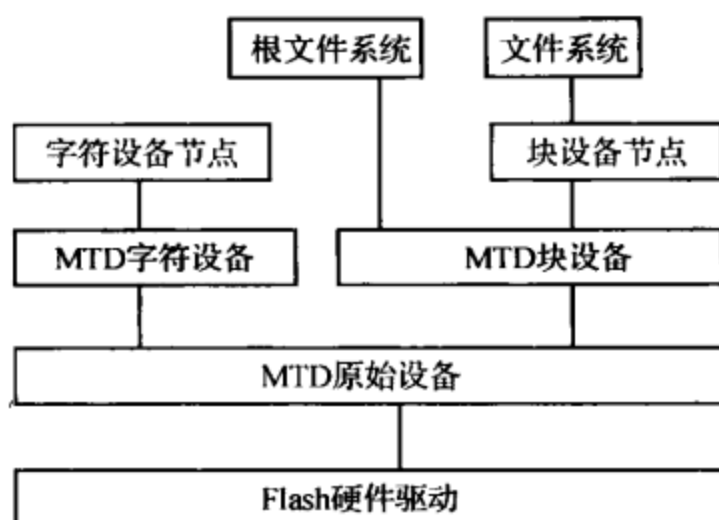 根文件系统
文件系统
字符设备节点
块设备节点
MTD字符设备
MTD块设备
MTD原始设备
Flash硬件驱动